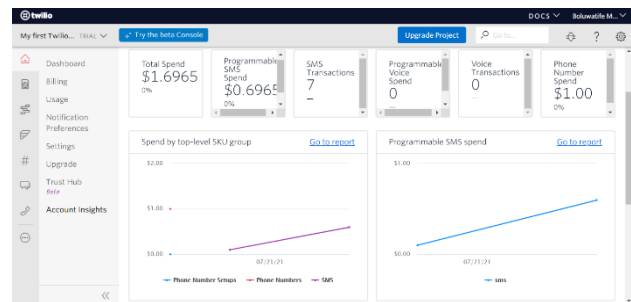 twilio
DOCS
Boluwatife M...
My first Twilio... TRIAL
Try the beta Console
Upgrade Project
Go to...
Dashboard
Billing
Usage
Notification
Preferences
Settings
Upgrade
Trust Hub
Beta
Account Insights
Total Spend
$1.6965
0%
Programmable
SMS
Spend
$0.6965
0%
SMS
Transactions
7
–
Programmable
Voice
Spend
0
Voice
Transactions
0
Phone
Number
Spend
$1.00
0%
Spend by top-level SKU group
Go to report
$2.00
$1.00
$0.00
07/21/21
Phone Number Setups
Phone Numbers
SMS
Programmable SMS spend
Go to report
$1.00
$0.00
07/21/21
sms